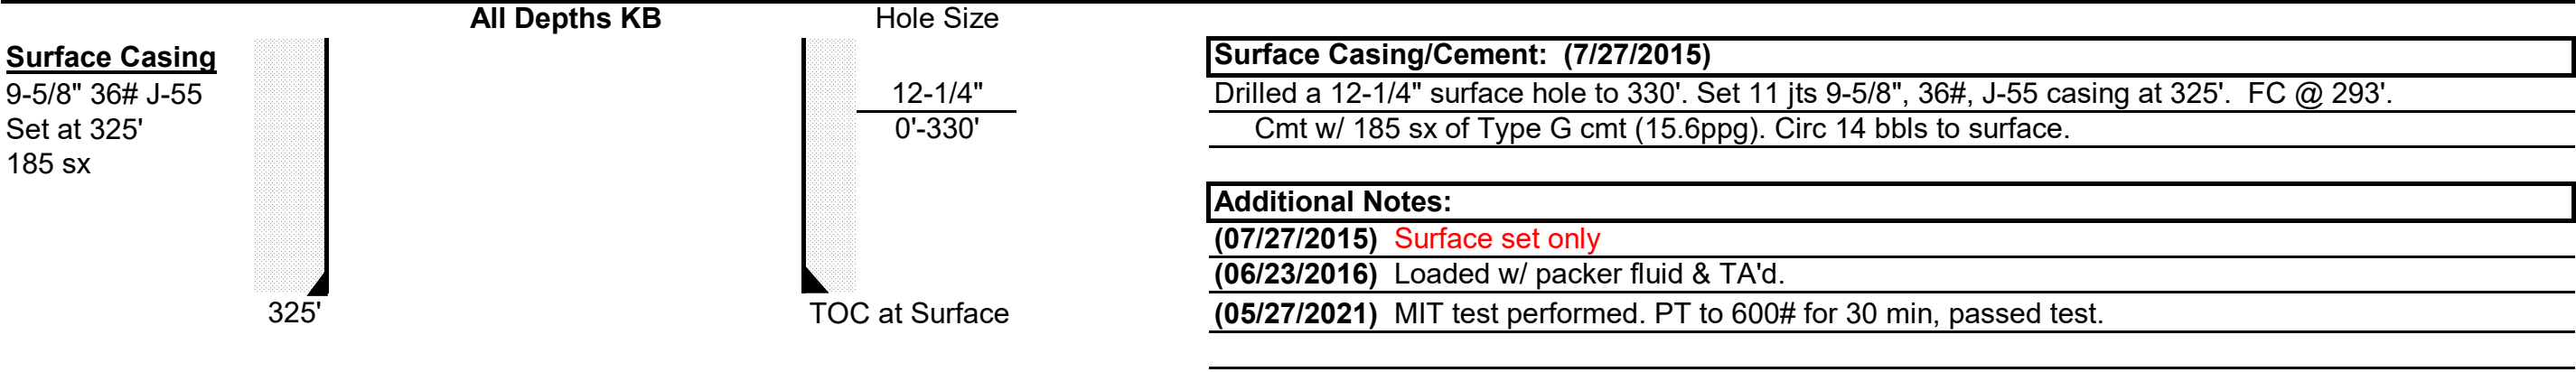 All Depths KB
Hole Size
Surface Casing
9-5/8" 36# J-55
Set at 325'
185 sx
12-1/4"
0'-330'
325'
TOC at Surface
Surface Casing/Cement:  (7/27/2015)
Drilled a 12-1/4" surface hole to 330'. Set 11 jts 9-5/8", 36#, J-55 casing at 325'.  FC @ 293'.
Cmt w/ 185 sx of Type G cmt (15.6ppg). Circ 14 bbls to surface.
Additional Notes:
(07/27/2015)  Surface set only
(06/23/2016)  Loaded w/ packer fluid & TA'd.
(05/27/2021)  MIT test performed. PT to 600# for 30 min, passed test.